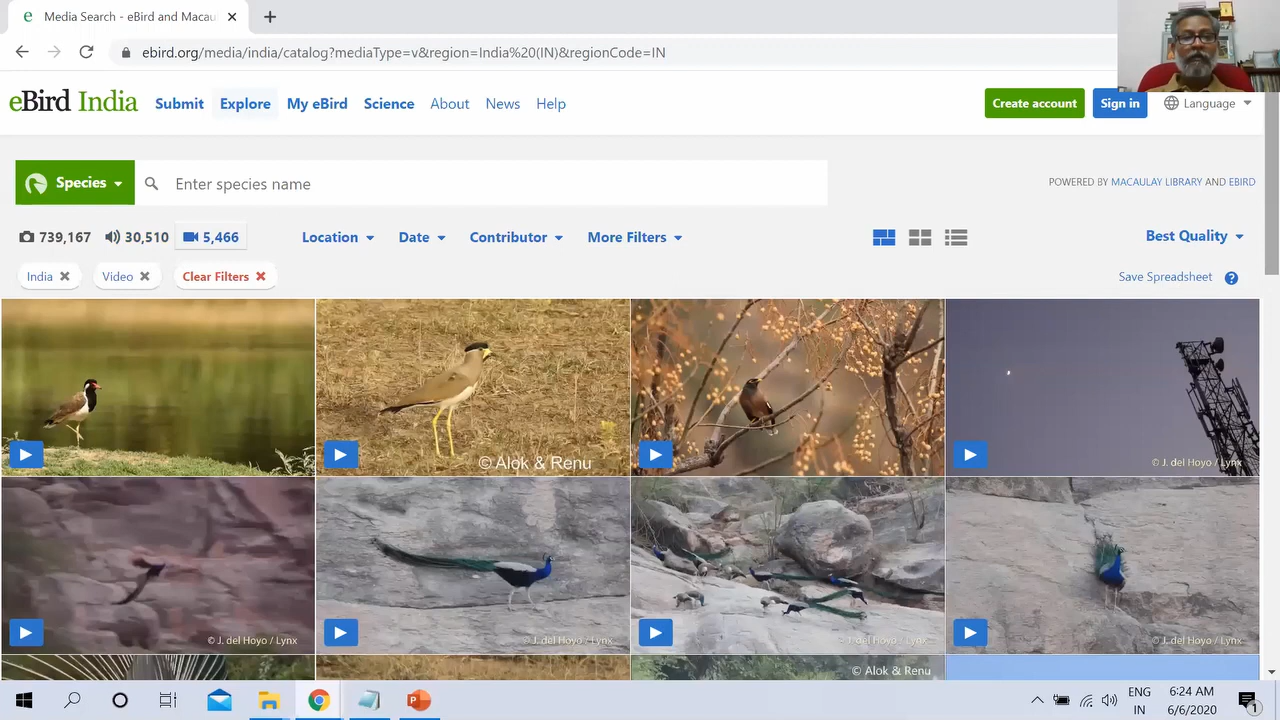 Media Search - eBird and Macau
ebird.org/media/india/catalog?mediaType=v&region=India%20(IN)&regionCode=IN
eBird India Submit Explore My eBird Science About News Help Create account Sign in Language
Species Enter species name POWERED BY MACAULAY LIBRARY AND EBIRD
739,167 30,510 5,466 Location Date Contributor More Filters Best Quality
India Video Clear Filters Save Spreadsheet ?
© Alok & Renu
© J. del Hoyo / Lynx
© J. del Hoyo / Lynx
© J. del Hoyo / Lynx
© J. del Hoyo / Lynx
© J. del Hoyo / Lynx
© Alok & Renu
ENG 6:24 AM
IN 6/6/2020 1